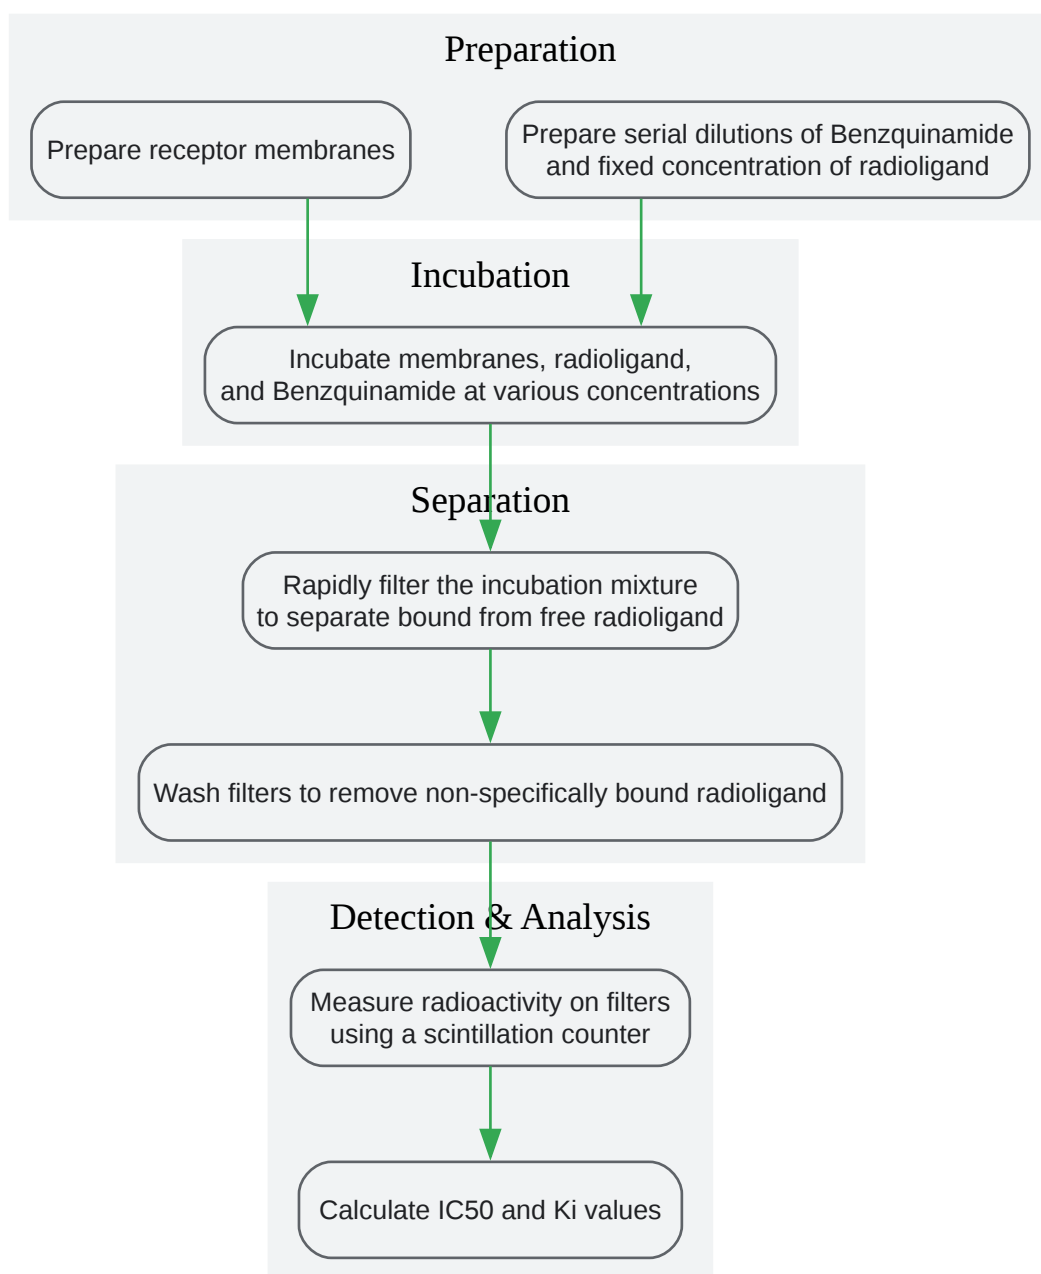 Preparation
Prepare receptor membranes
Prepare serial dilutions of Benzquinamide
and fixed concentration of radioligand
Incubation
Incubate membranes, radioligand,
and Benzquinamide at various concentrations
Separation
Rapidly filter the incubation mixture
to separate bound from free radioligand
Wash filters to remove non-specifically bound radioligand
Detection & Analysis
Measure radioactivity on filters
using a scintillation counter
Calculate IC50 and Ki values